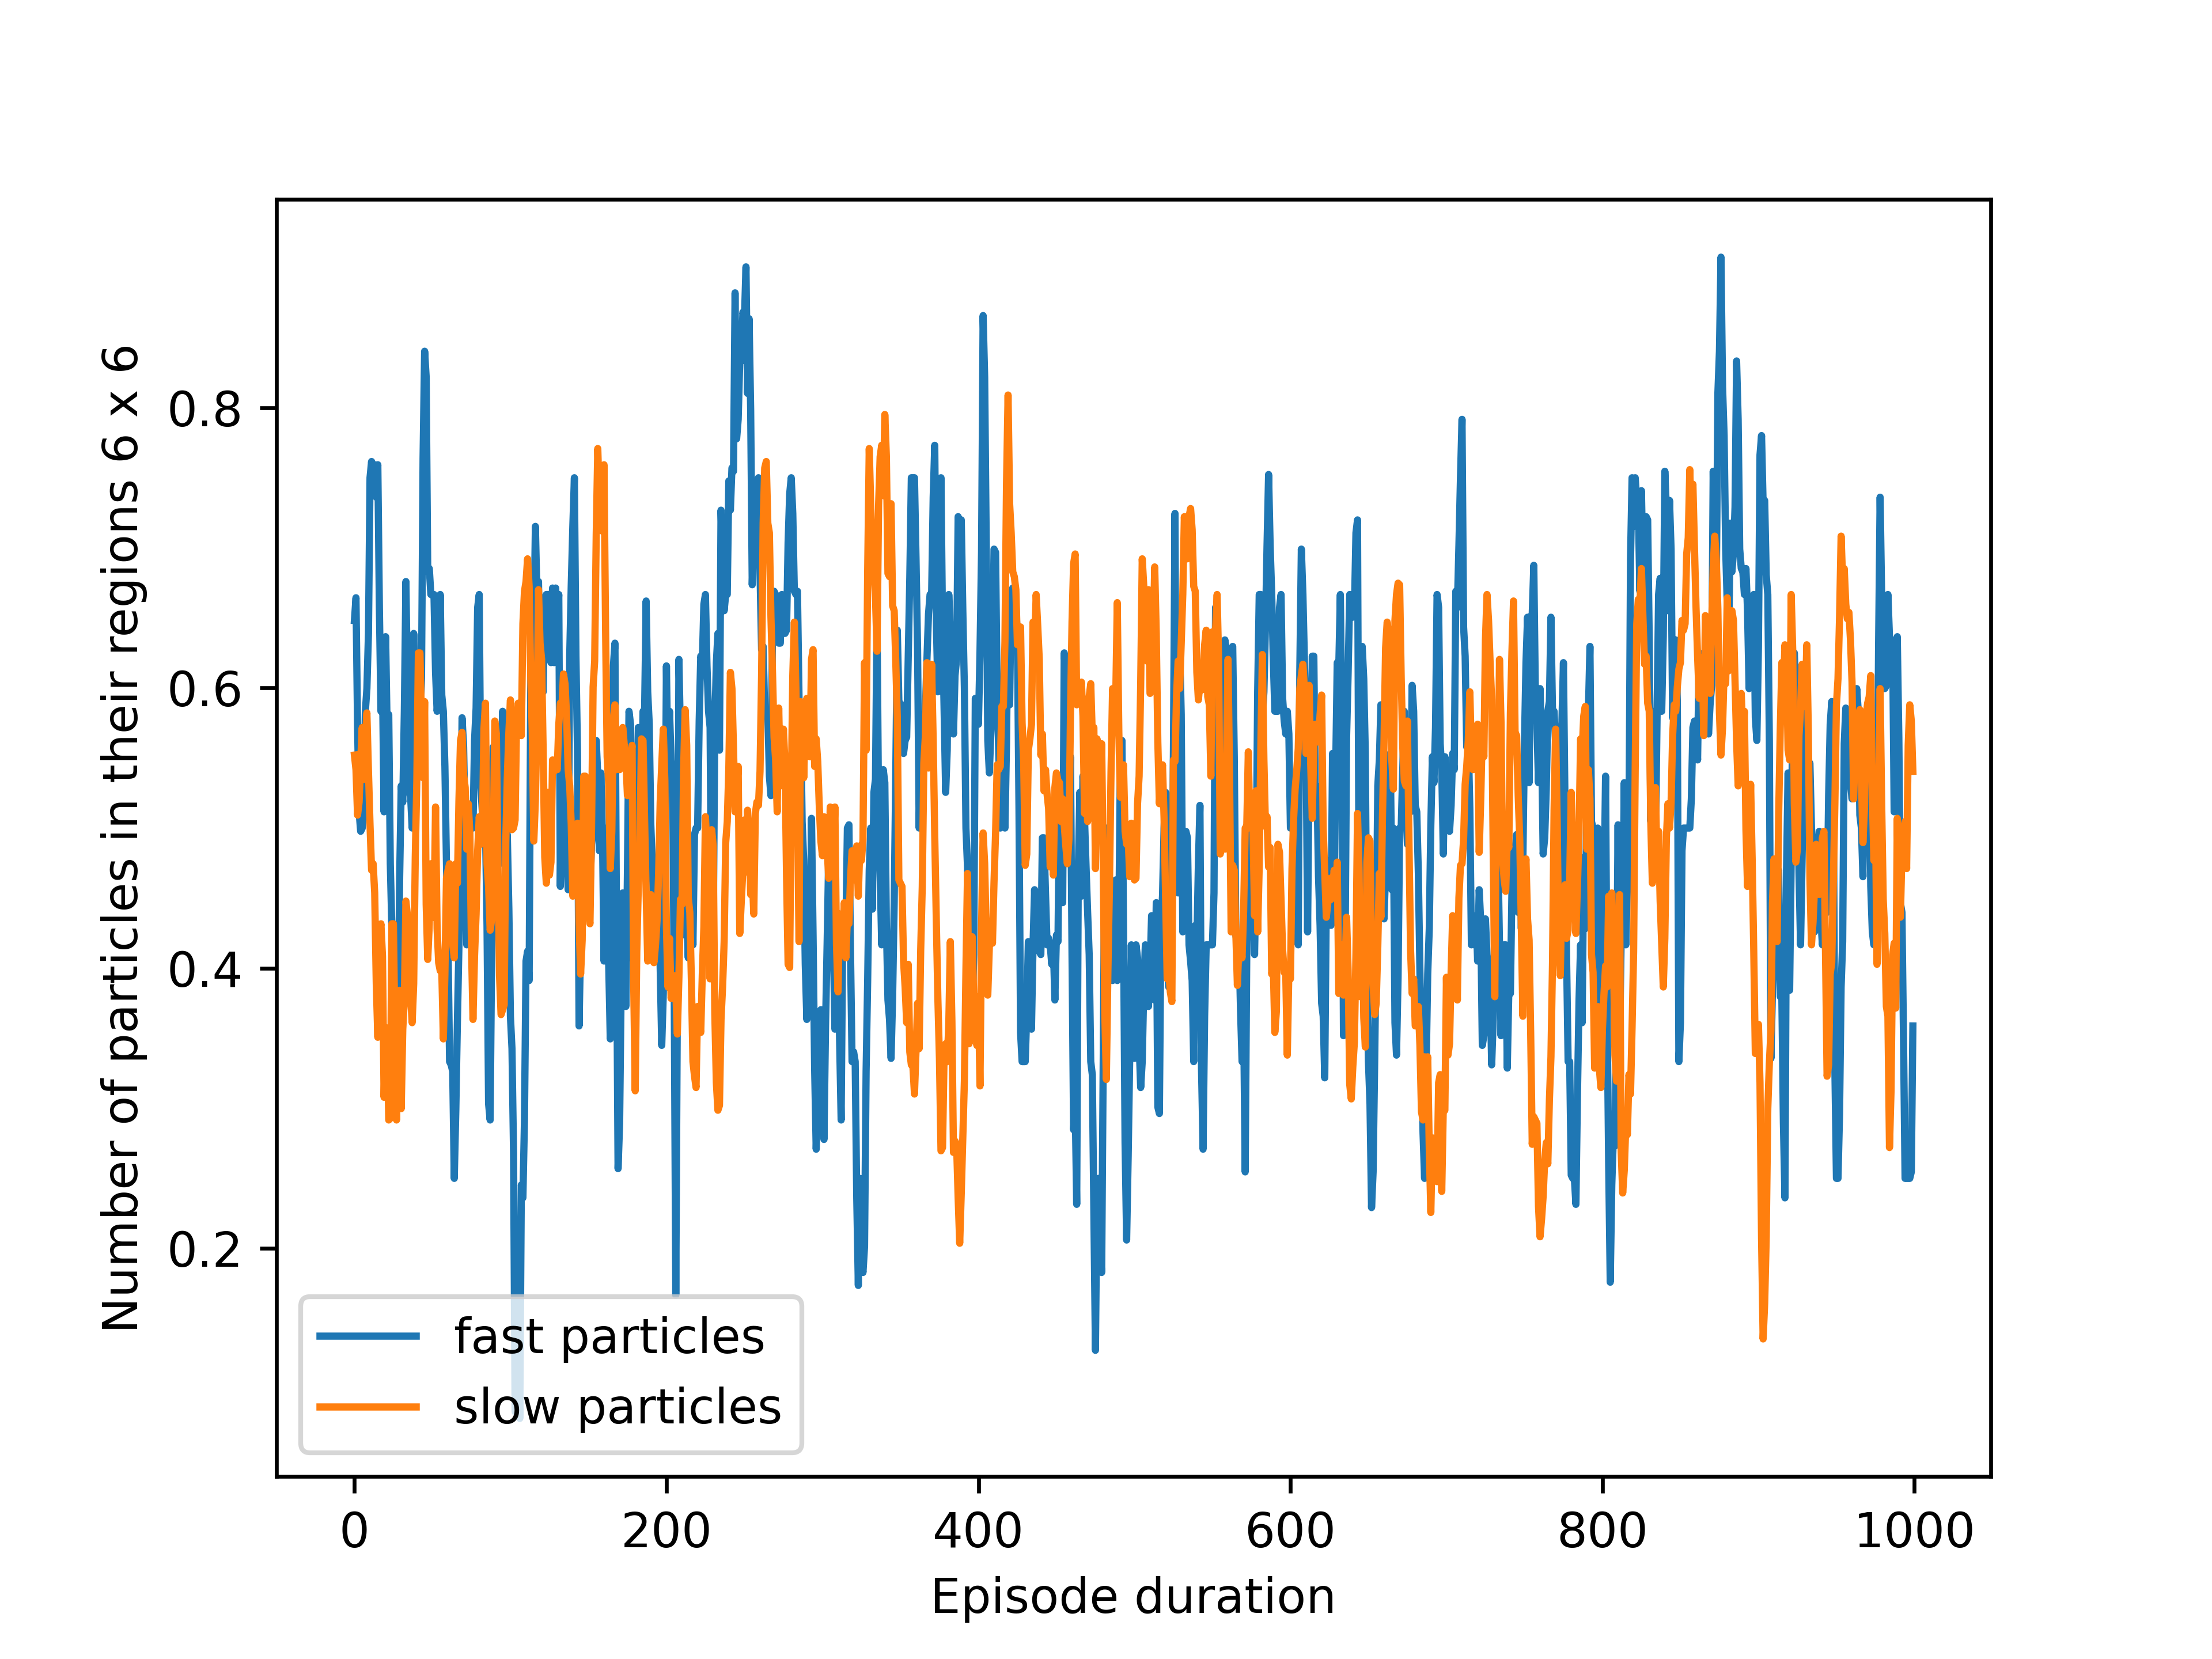 Number of particles in their regions 6 x 6
0.8
0.6
0.4
0.2
fast particles
slow particles
0 200 400 600 800 1000
Episode duration